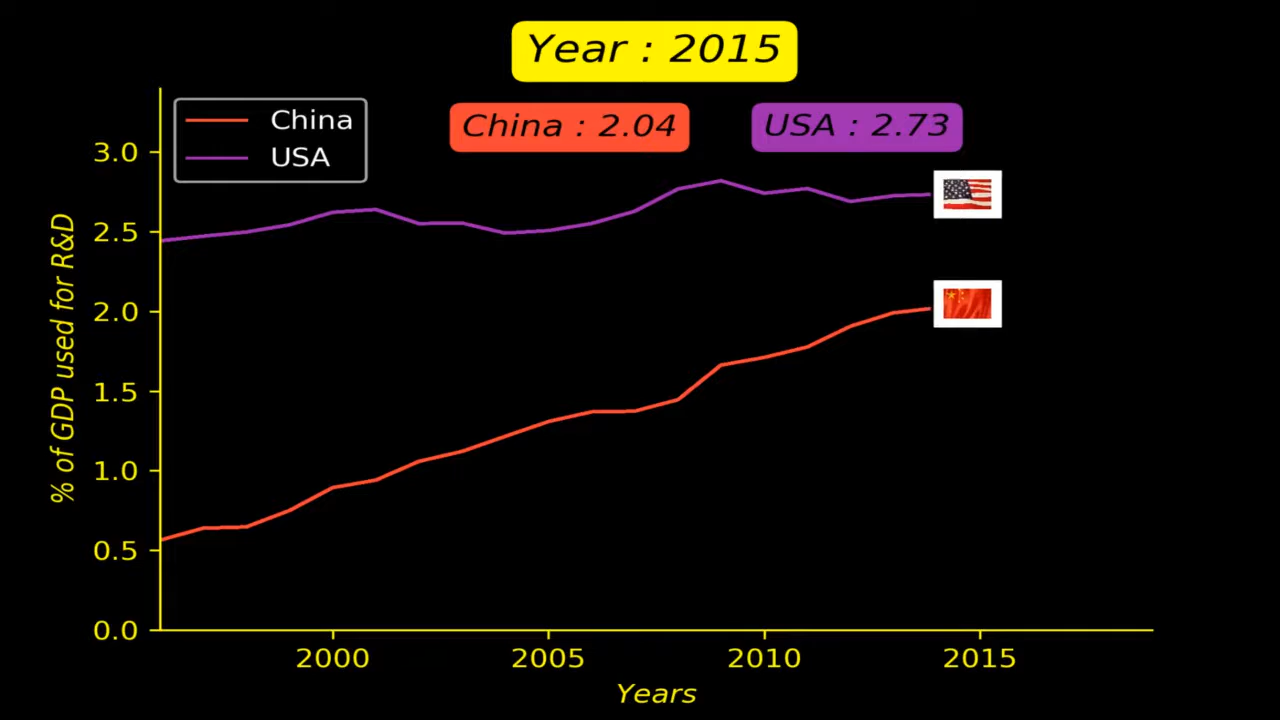 Year : 2015
China
USA
China : 2.04
USA : 2.73
3.0
2.5
2.0
1.5
1.0
0.5
0.0
% of GDP used for R&D
2000 2005 2010 2015
Years